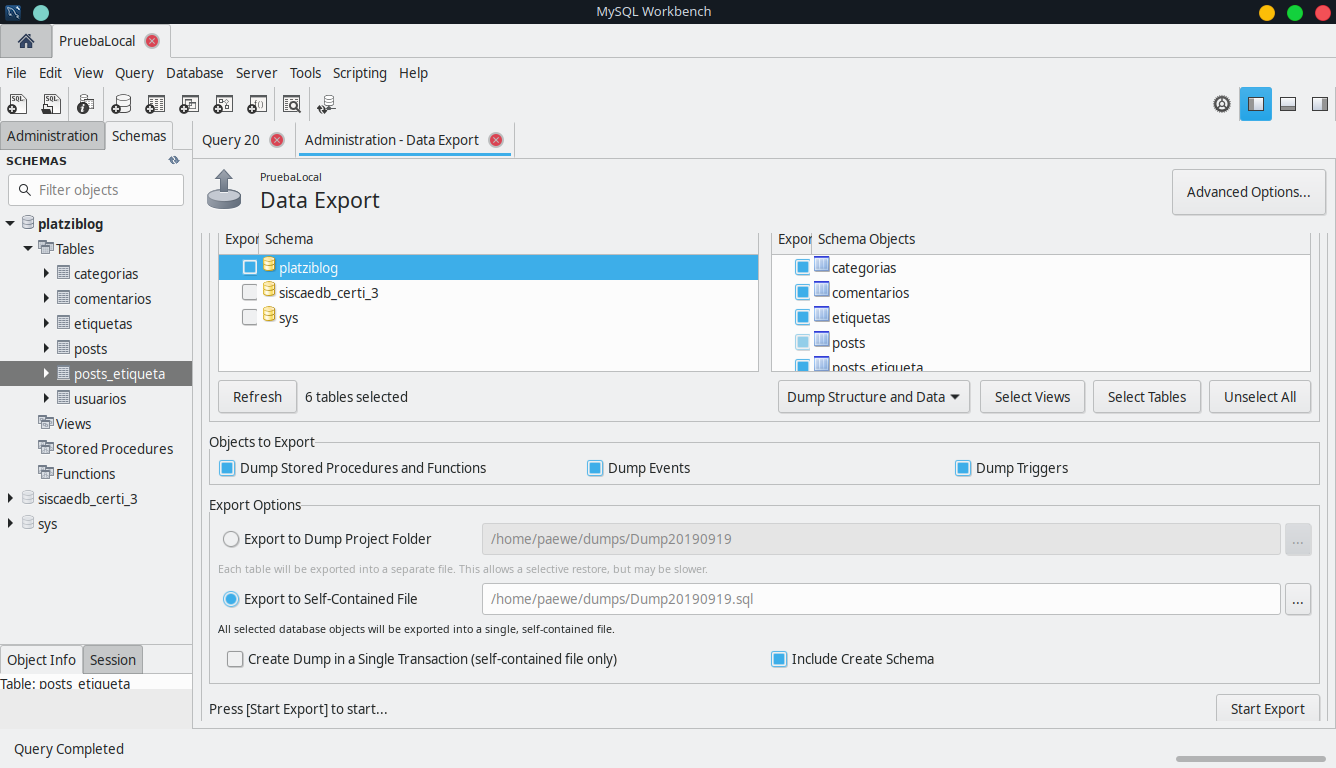 MySQL Workbench
PruebaLocal
File Edit View Query Database Server Tools Scripting Help
Administration Schemas
SCHEMAS
Filter objects
platziblog
Tables
categorias
comentarios
etiquetas
posts
posts_etiqueta
usuarios
Views
Stored Procedures
Functions
siscaedb_certi_3
sys
Object Info Session
Table: posts_etiqueta
Query 20 Administration - Data Export
PruebaLocal
Data Export
Advanced Options...
Expor Schema
platziblog
siscaedb_certi_3
sys
Expor Schema Objects
categorias
comentarios
etiquetas
posts
posts_etiqueta
Refresh 6 tables selected Dump Structure and Data Select Views Select Tables Unselect All
Objects to Export
Dump Stored Procedures and Functions Dump Events Dump Triggers
Export Options
Export to Dump Project Folder /home/paewe/dumps/Dump20190919 ...
Each table will be exported into a separate file. This allows a selective restore, but may be slower.
Export to Self-Contained File /home/paewe/dumps/Dump20190919.sql ...
All selected database objects will be exported into a single, self-contained file.
Create Dump in a Single Transaction (self-contained file only) Include Create Schema
Press [Start Export] to start... Start Export
Query Completed